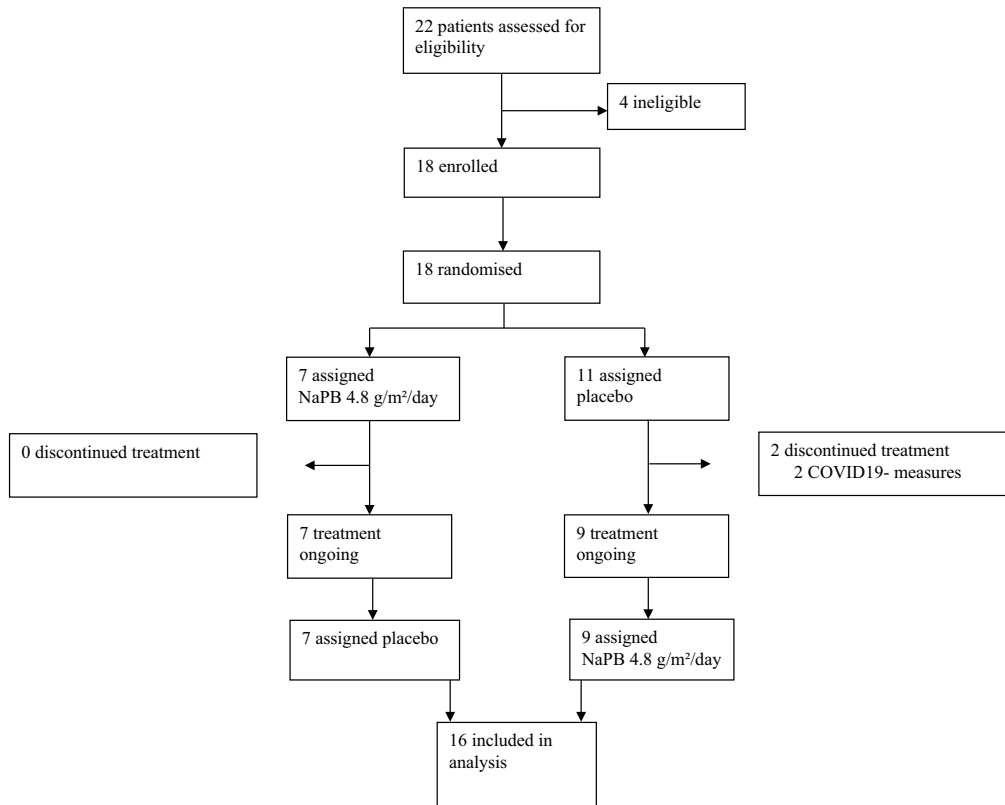 22 patients assessed for
eligibility
4 ineligible
18 enrolled
18 randomised
7 assigned
NaPB 4.8 g/m²/day
11 assigned
placebo
0 discontinued treatment
2 discontinued treatment
2 COVID19- measures
7 treatment
ongoing
9 treatment
ongoing
7 assigned placebo
9 assigned
NaPB 4.8 g/m²/day
16 included in
analysis